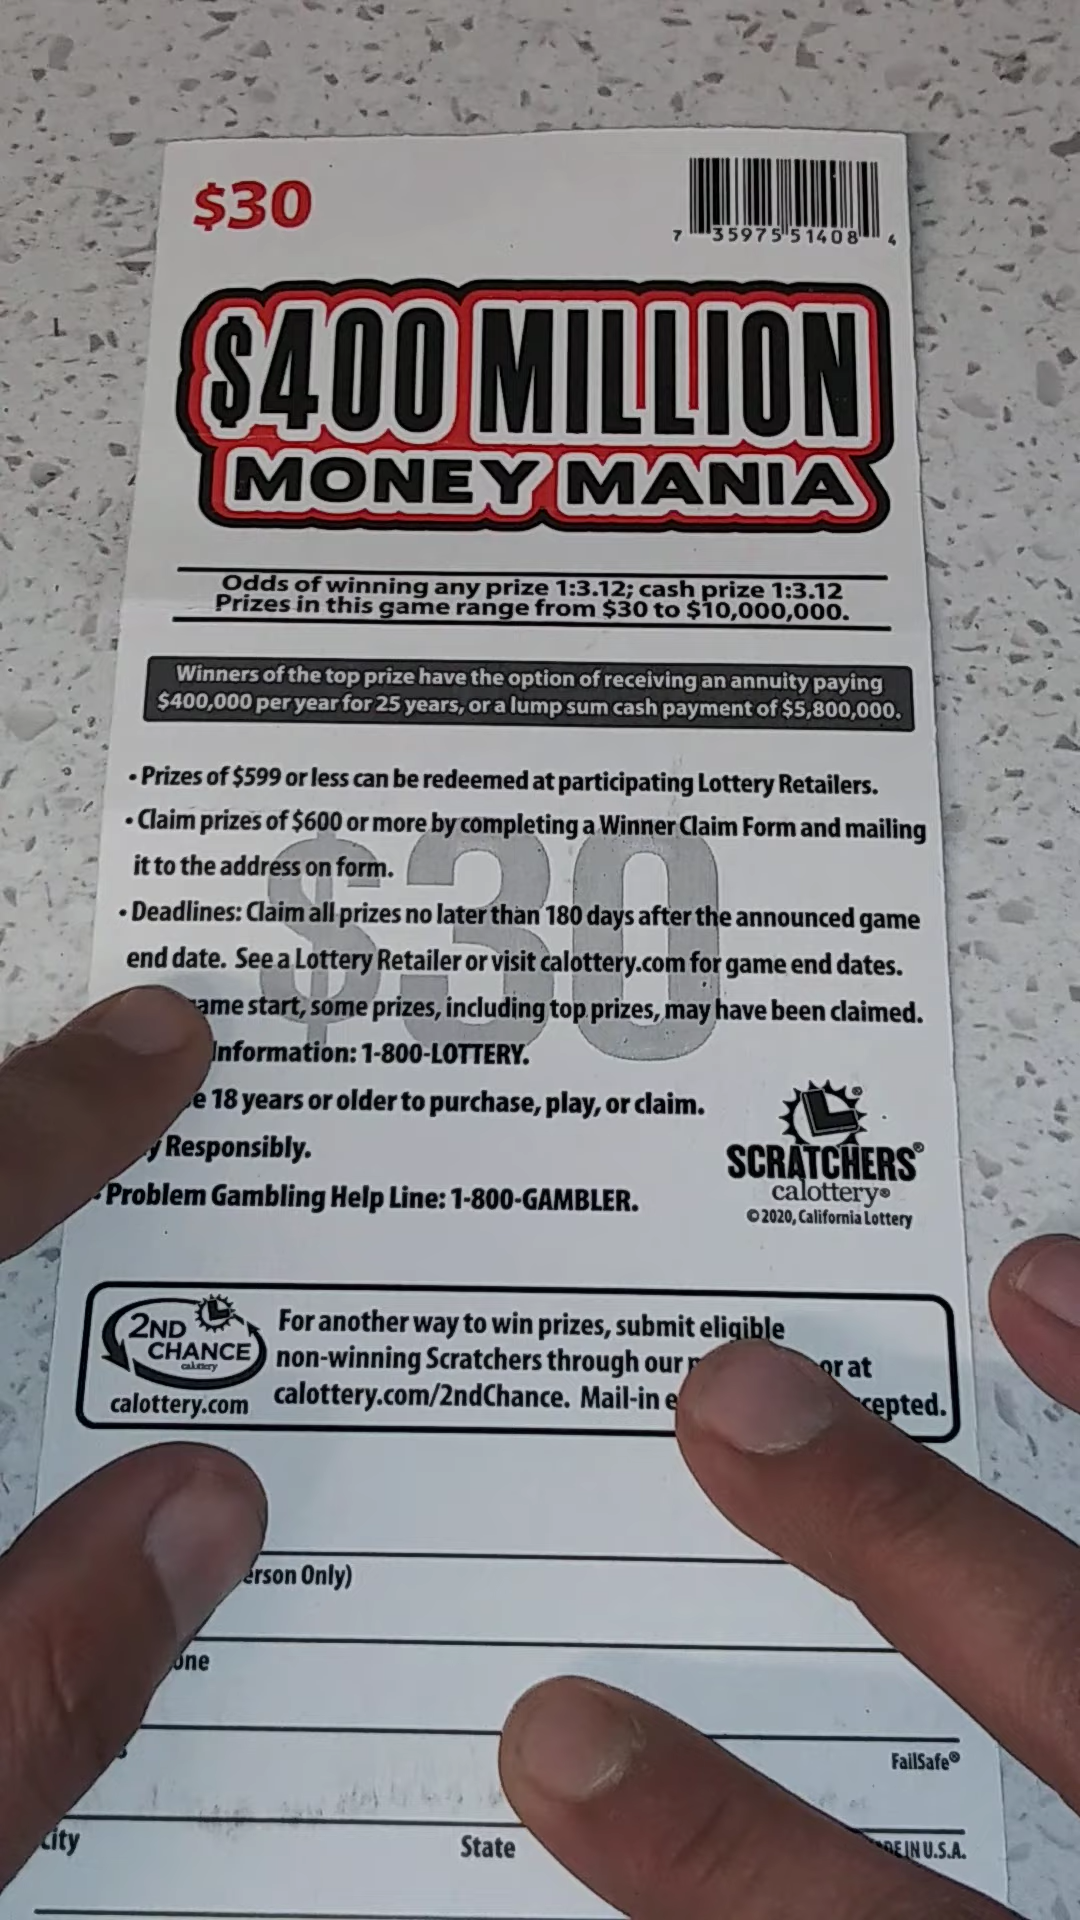 $30
7 35975 51408 4
$400 MILLION
MONEY MANIA
Odds of winning any prize 1:3.12; cash prize 1:3.12
Prizes in this game range from $30 to $10,000,000.
Winners of the top prize have the option of receiving an annuity paying
$400,000 per year for 25 years, or a lump sum cash payment of $5,800,000.
• Prizes of $599 or less can be redeemed at participating Lottery Retailers.
• Claim prizes of $600 or more by completing a Winner Claim Form and mailing
it to the address on form.
• Deadlines: Claim all prizes no later than 180 days after the announced game
end date. See a Lottery Retailer or visit calottery.com for game end dates.
ame start, some prizes, including top prizes, may have been claimed.
Information: 1-800-LOTTERY.
e 18 years or older to purchase, play, or claim.
y Responsibly.
• Problem Gambling Help Line: 1-800-GAMBLER.
$30
SCRATCHERS®
calottery®
© 2020, California Lottery
2ND
CHANCE
calottery
calottery.com
For another way to win prizes, submit eligible
non-winning Scratchers through our or at
calottery.com/2ndChance. Mail-in e cepted.
erson Only)
one
FailSafe®
City State
DE IN U.S.A.